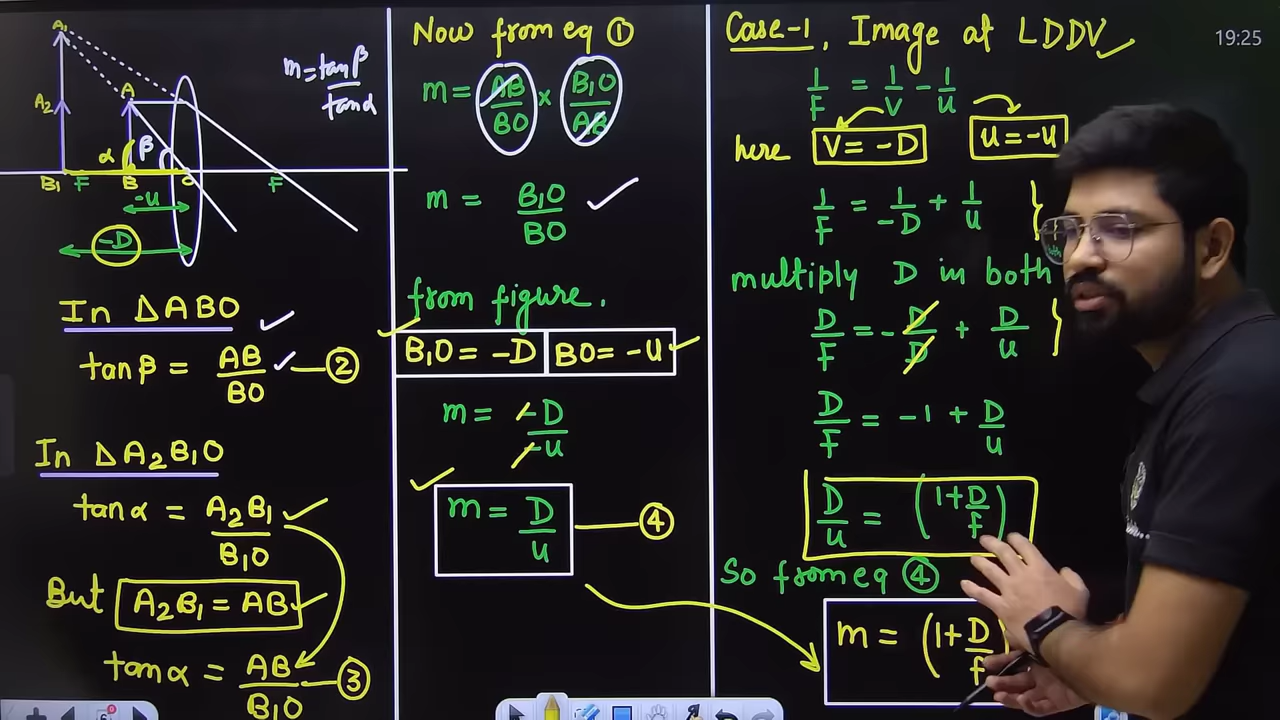 A₁
A₂
A
α
β
B₁ F B O F
-u
-D
m = tanβ/tanα
In ΔABO
tanβ = AB/BO — ②
In ΔA₂B₁O
tanα = A₂B₁/B₁O
But A₂B₁ = AB
tanα = AB/B₁O — ③
Now from eq ①
m = AB/BO × B₁O/AB
m = B₁O/BO
from figure.
B₁O = -D BO = -u
m = -D/-u
m = D/u — ④
Case-1, Image at LDDV
1/F = 1/V - 1/u
here V = -D u = -u
1/F = 1/-D + 1/u
multiply D in both
D/F = -D/D + D/u
D/F = -1 + D/u
D/u = (1+D/F)
So from eq ④
m = (1+D/F
19:25